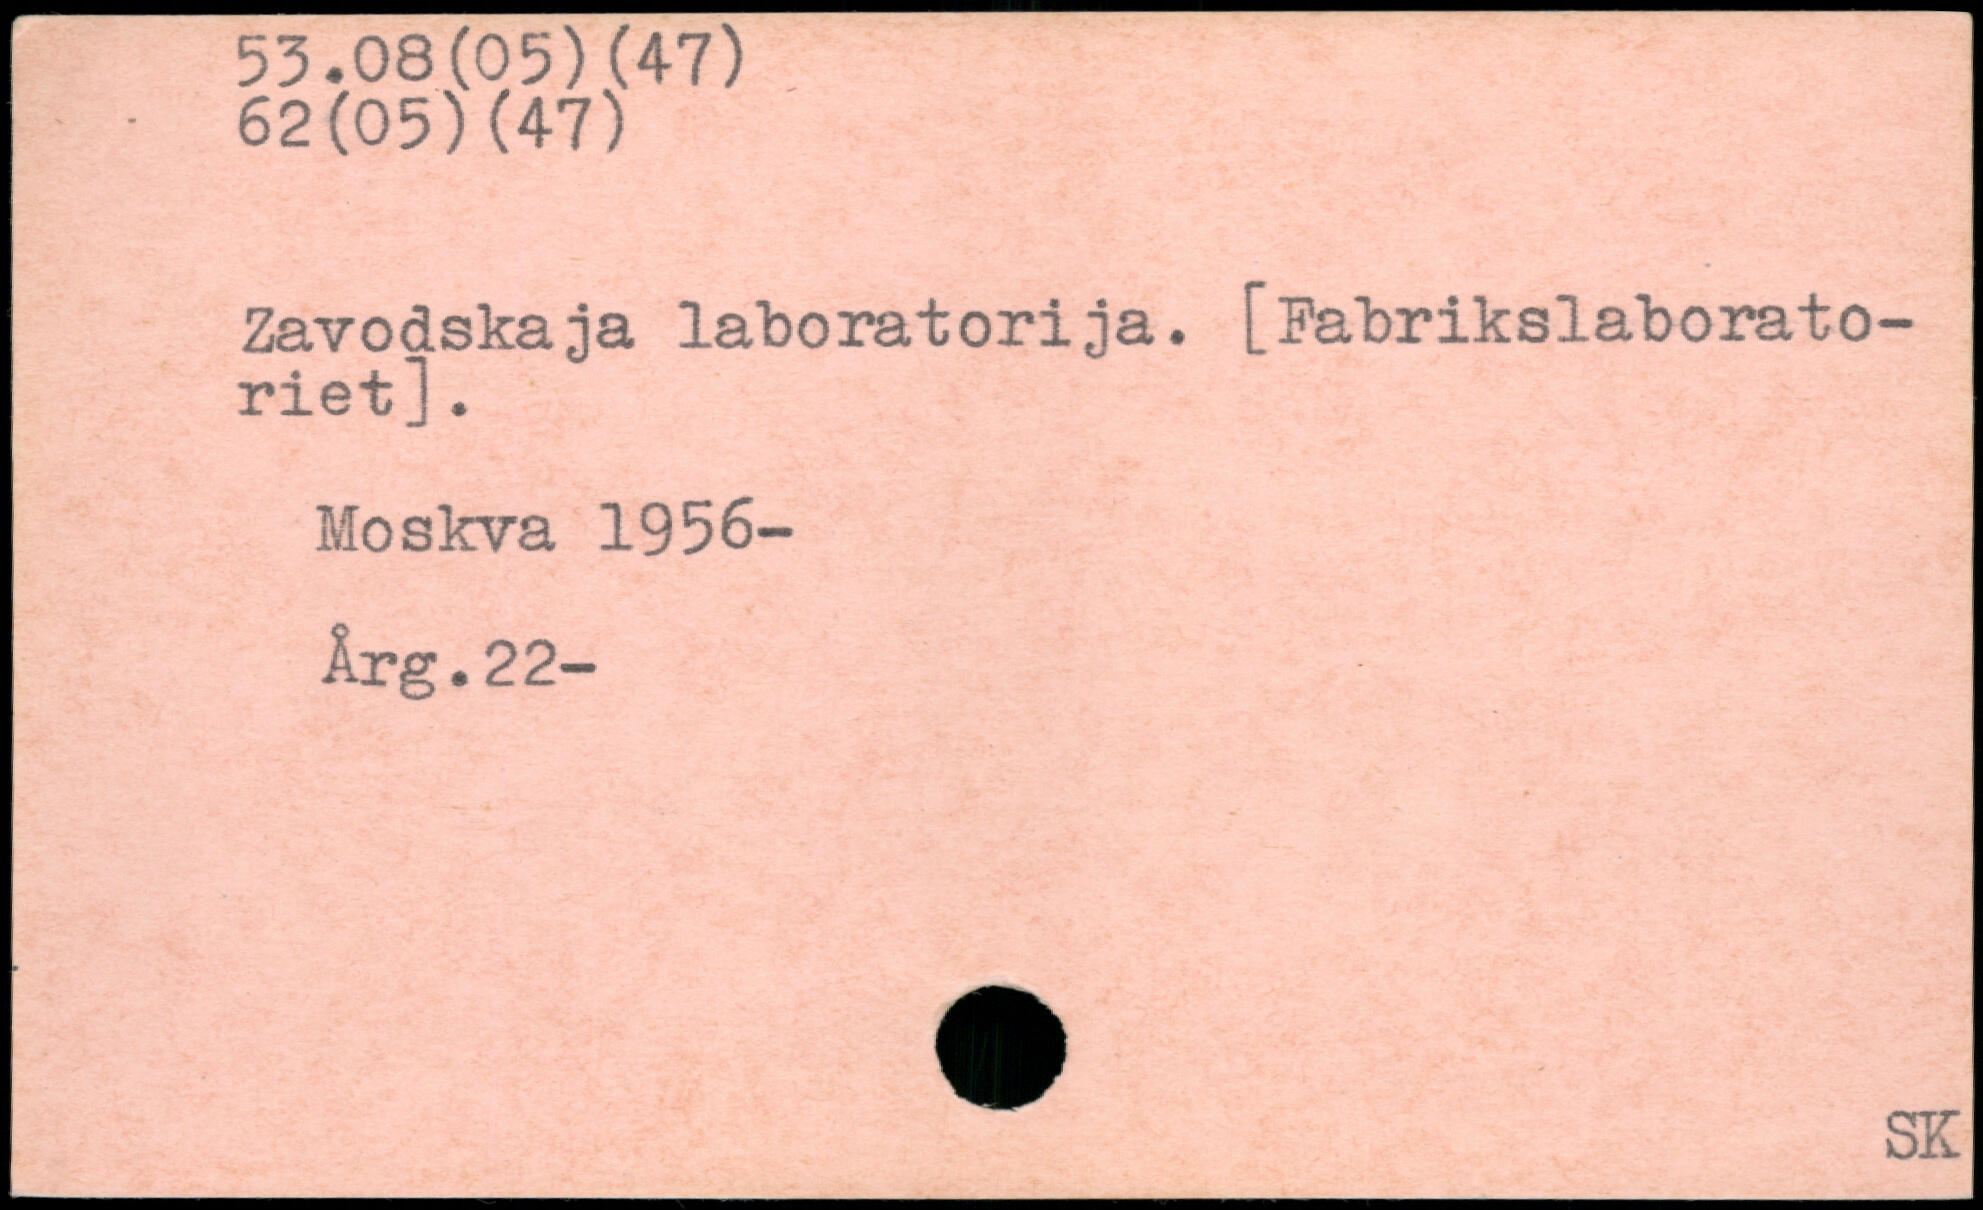 53.08(05)(47)
62(05)(47)
Zavodskaja laboratorija. [Fabrikslaborato-
riet].
Moskva 1956-
Årg.22-
SK